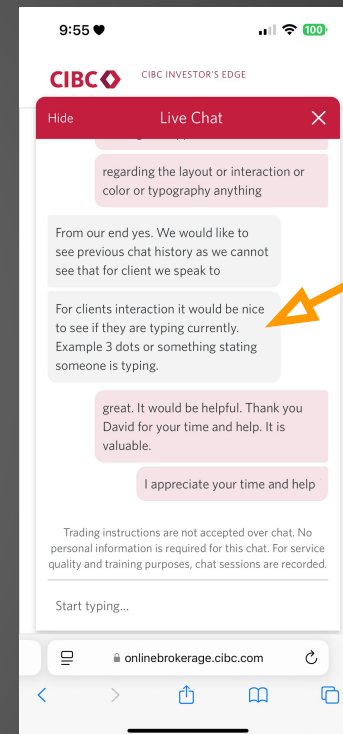 9:55
100
CIBC
CIBC INVESTOR'S EDGE
Hide
Live Chat
regarding the layout or interaction or
color or typography anything
From our end yes. We would like to
see previous chat history as we cannot
see that for client we speak to
For clients interaction it would be nice
to see if they are typing currently.
Example 3 dots or something stating
someone is typing.
great. It would be helpful. Thank you
David for your time and help. It is
valuable.
I appreciate your time and help
Trading instructions are not accepted over chat. No
personal information is required for this chat. For service
quality and training purposes, chat sessions are recorded.
Start typing...
onlinebrokerage.cibc.com